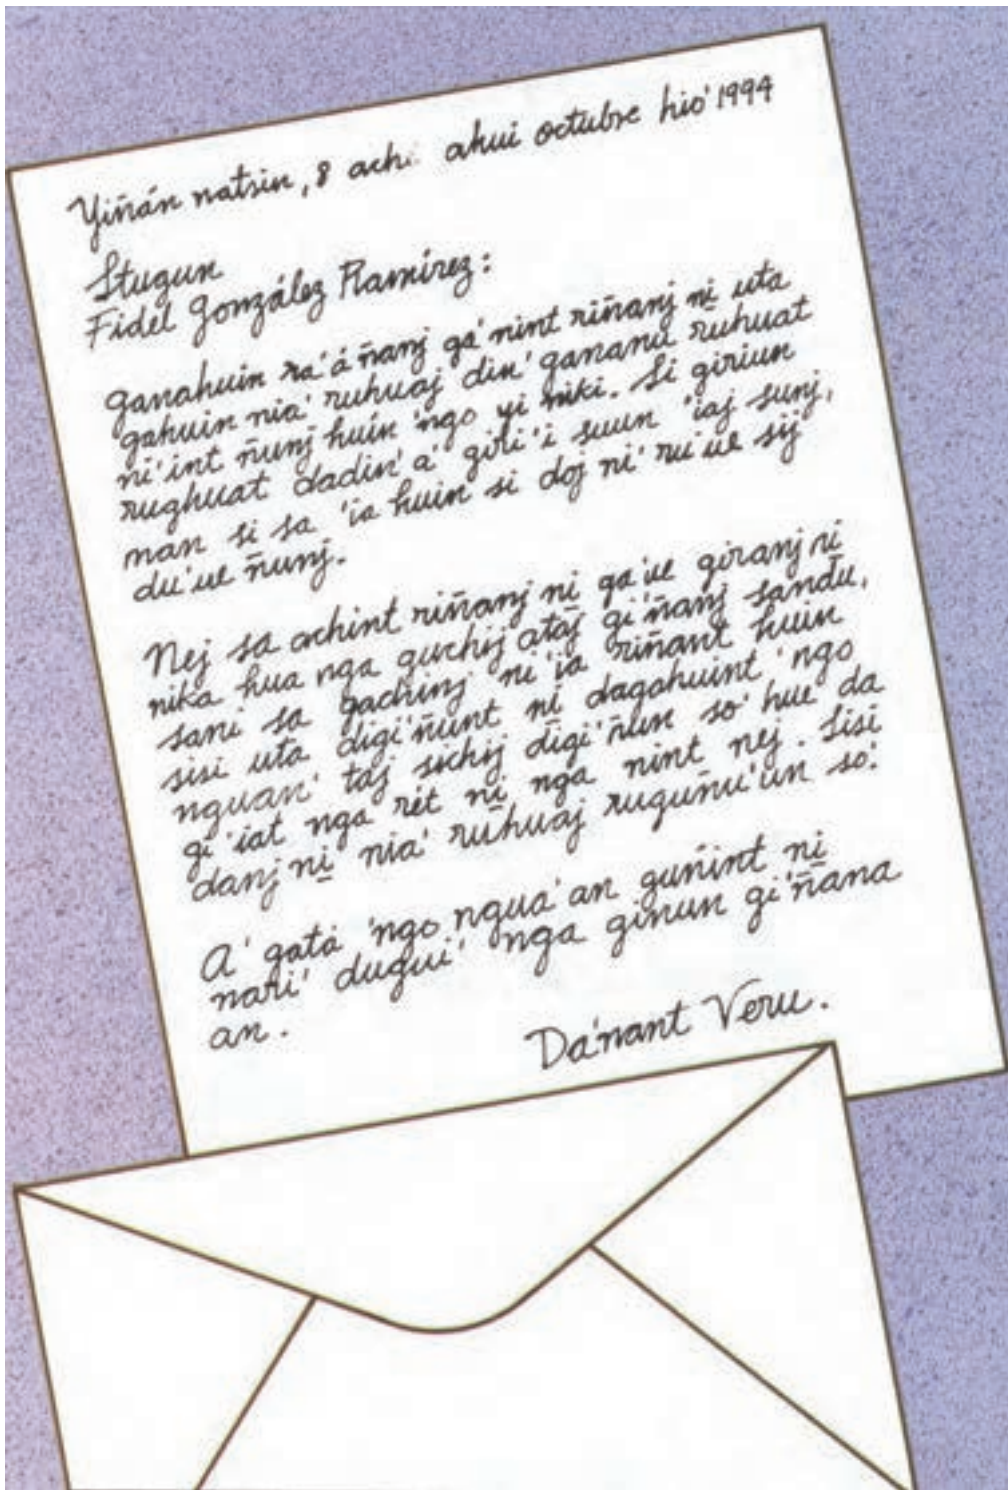 Yiñán natsin, 8 ach. ahui octubre hio' 1994
Stugun
Fidel González Ramírez:
Ganahuin ra'á ñanj ga'nint riñanj ni uta
gahuin nia' ruhuaj din' gananu ruhuat
ni'int ñunj huin 'ngo yi niki. Si giriun
rughuat dadin' a' giri'i suun 'iaj sunj,
man si sa 'ia huin si doj ni' ru'ue sij
du'ue ñunj.
Nej sa achint riñanj ni ga'ue giranj ni
nika hua nga guchij ataj gi'ñanj sandu,
sani sa gachinj ni 'ia riñant huin
sisi uta digi'ñunt ni dagahuint 'ngo
nguan' taj sichij digi'ñun so' hue da
gi'iat nga rét ni nga nint nej. Sisi
danj ni nia' ruhuaj ruguñu'un so'.
A' gatà 'ngo ngua'an guñint ni
nari' dugui' nga ginun gi'ñana
an.
Da'nant Veru.